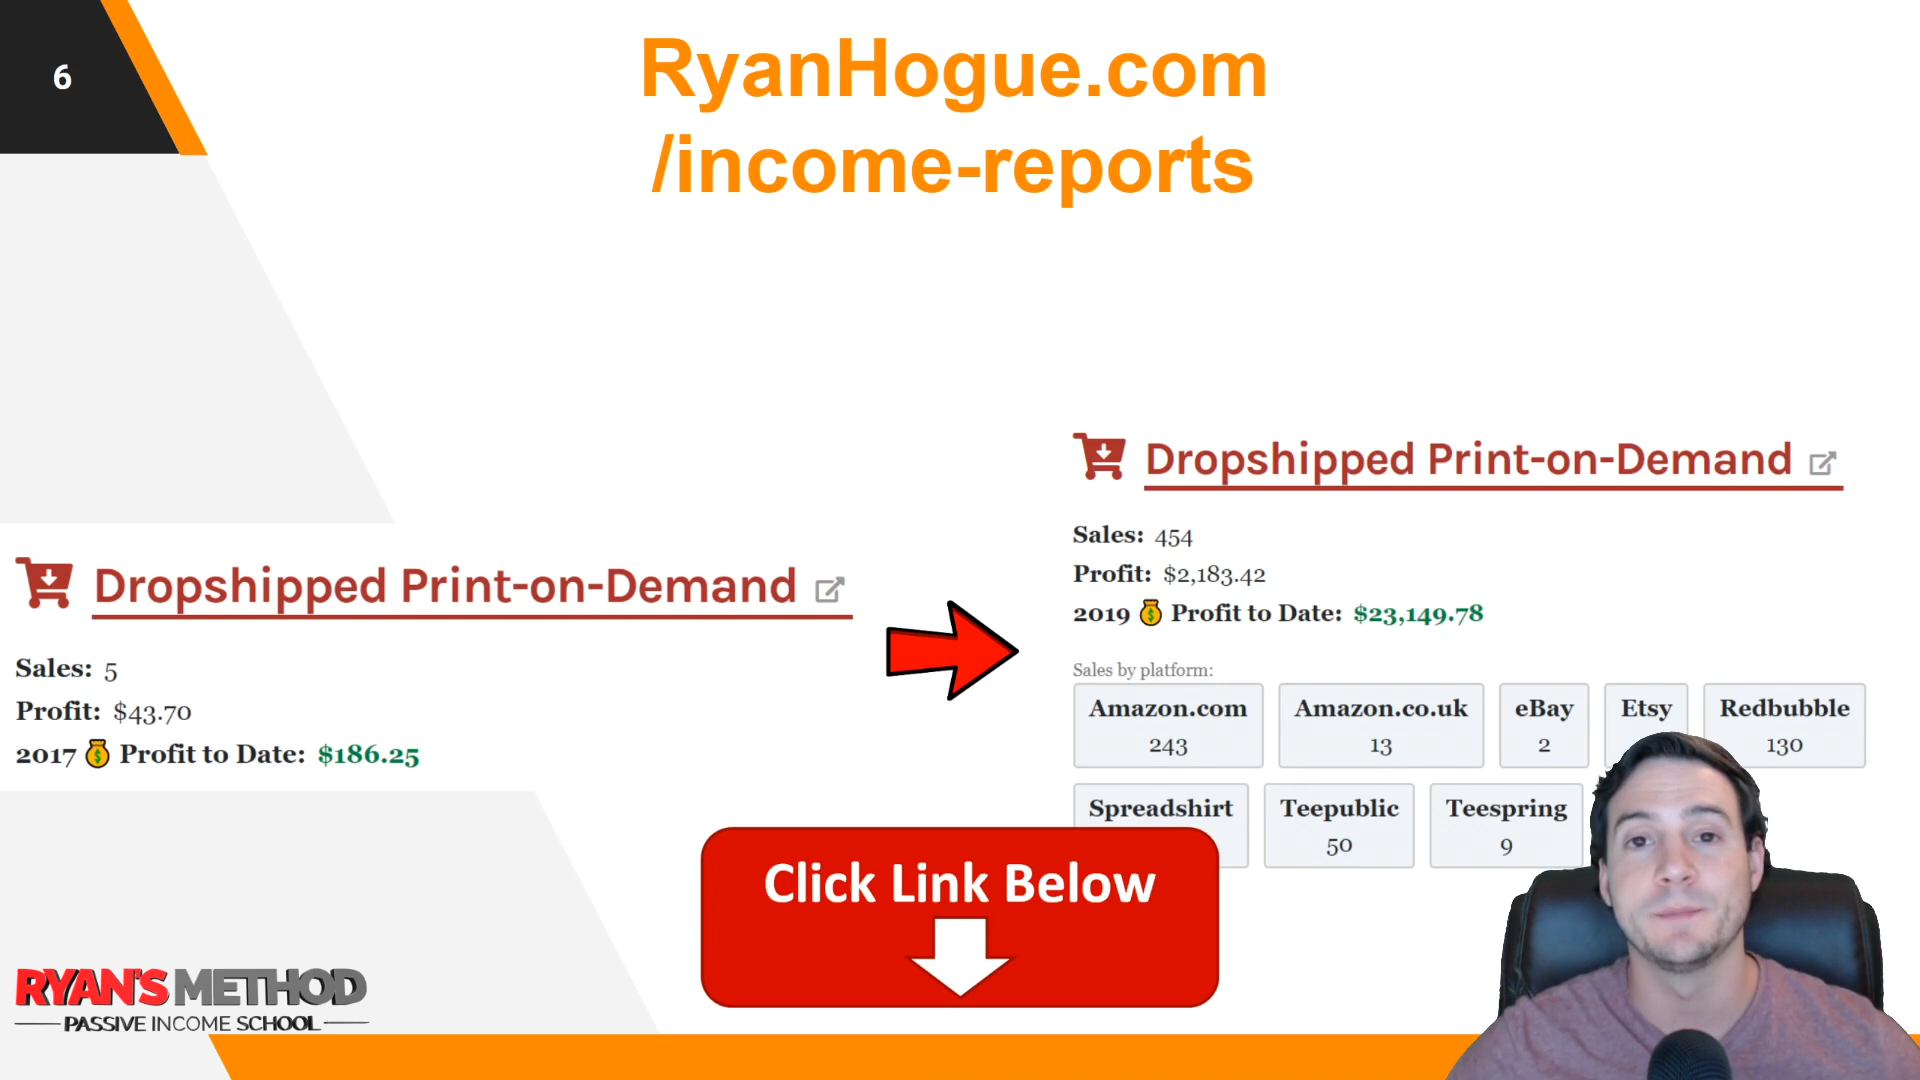 6
RyanHogue.com
/income-reports
Dropshipped Print-on-Demand
Sales: 5
Profit: $43.70
2017 Profit to Date: $186.25
Dropshipped Print-on-Demand
Sales: 454
Profit: $2,183.42
2019 Profit to Date: $23,149.78
Sales by platform:
Amazon.com Amazon.co.uk eBay Etsy Redbubble
243 13 2 130
Spreadshirt Teepublic Teespring
50 9
Click Link Below
RYAN'S METHOD
PASSIVE INCOME SCHOOL